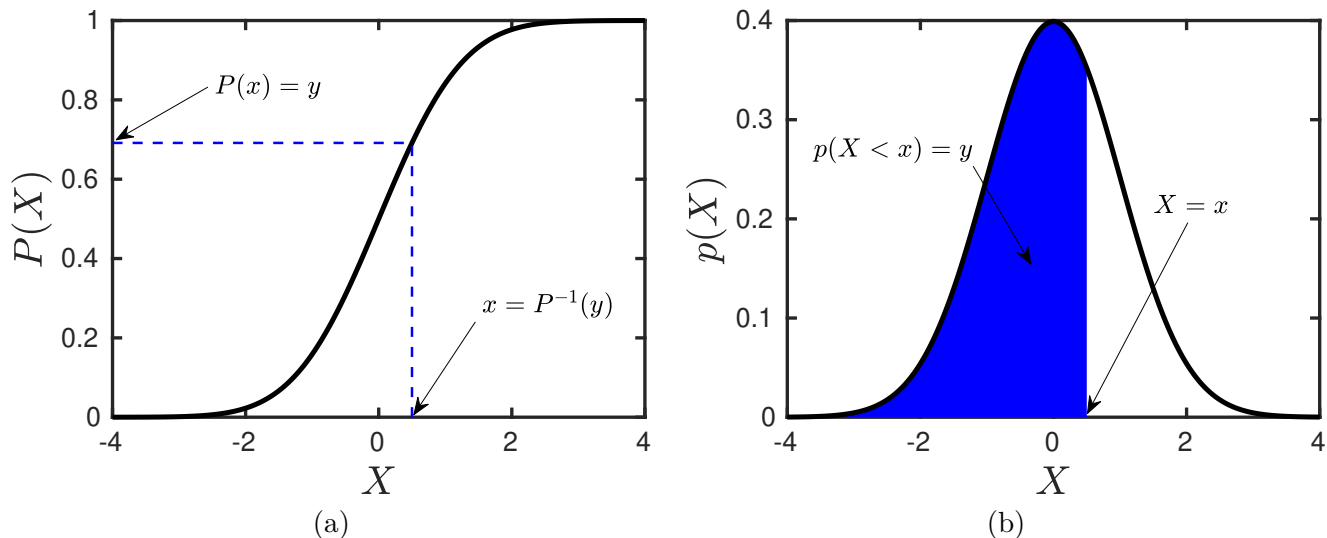 1
0.8
0.6
0.4
0.2
0
-4
-2
0
2
4
P(X)
X
P(x) = y
x = P⁻¹(y)
(a)
0.4
0.3
0.2
0.1
0
-4
-2
0
2
4
p(X)
X
p(X < x) = y
X = x
(b)